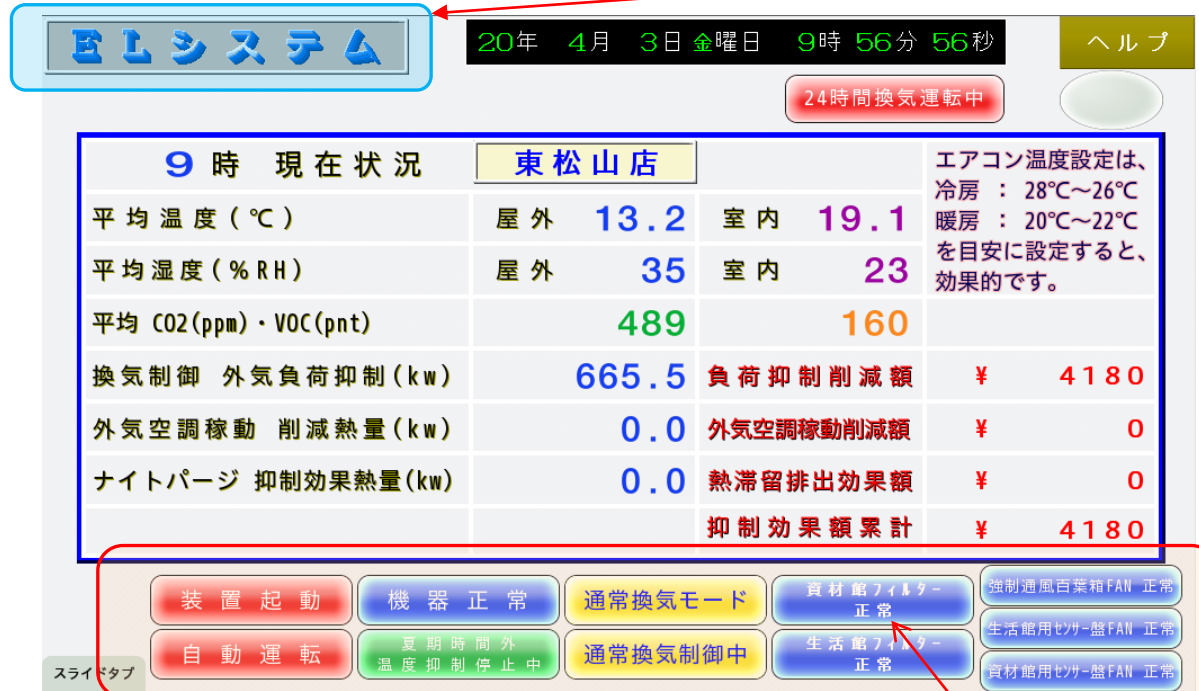 ELシステム
20年 4月 3日 金曜日 9時 56分 56秒
ヘルプ
24時間換気運転中
9時 現在状況 東松山店
エアコン温度設定は、
冷房 : 28℃~26℃
暖房 : 20℃~22℃
を目安に設定すると、
効果的です。
平均温度(℃) 屋外 13.2 室内 19.1
平均湿度(%RH) 屋外 35 室内 23
平均 CO2(ppm)・VOC(pnt) 489 160
換気制御 外気負荷抑制(kw) 665.5 負荷抑制削減額 ¥ 4180
外気空調稼動 削減熱量(kw) 0.0 外気空調稼動削減額 ¥ 0
ナイトパージ 抑制効果熱量(kw) 0.0 熱滞留排出効果額 ¥ 0
抑制効果額累計 ¥ 4180
装置起動
機器正常
通常換気モード
資材館フィルター
正常
強制通風百葉箱FAN 正常
自動運転
夏期時間外
温度抑制停止中
通常換気制御中
生活館フィルター
正常
生活館用センサー盤FAN 正常
資材館用センサー盤FAN 正常
スライドタブ